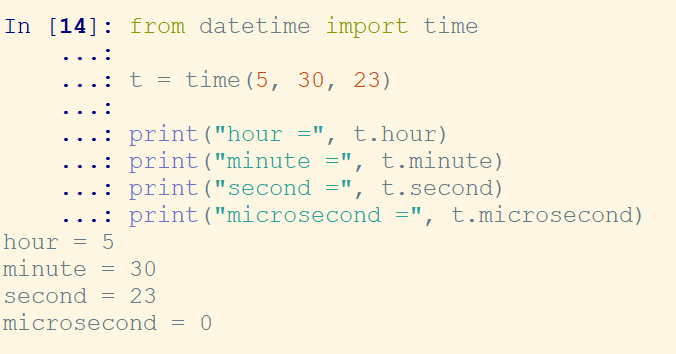 In [14]: from datetime import time
    ...:
    ...: t = time(5, 30, 23)
    ...:
    ...: print("hour =", t.hour)
    ...: print("minute =", t.minute)
    ...: print("second =", t.second)
    ...: print("microsecond =", t.microsecond)
hour = 5
minute = 30
second = 23
microsecond = 0